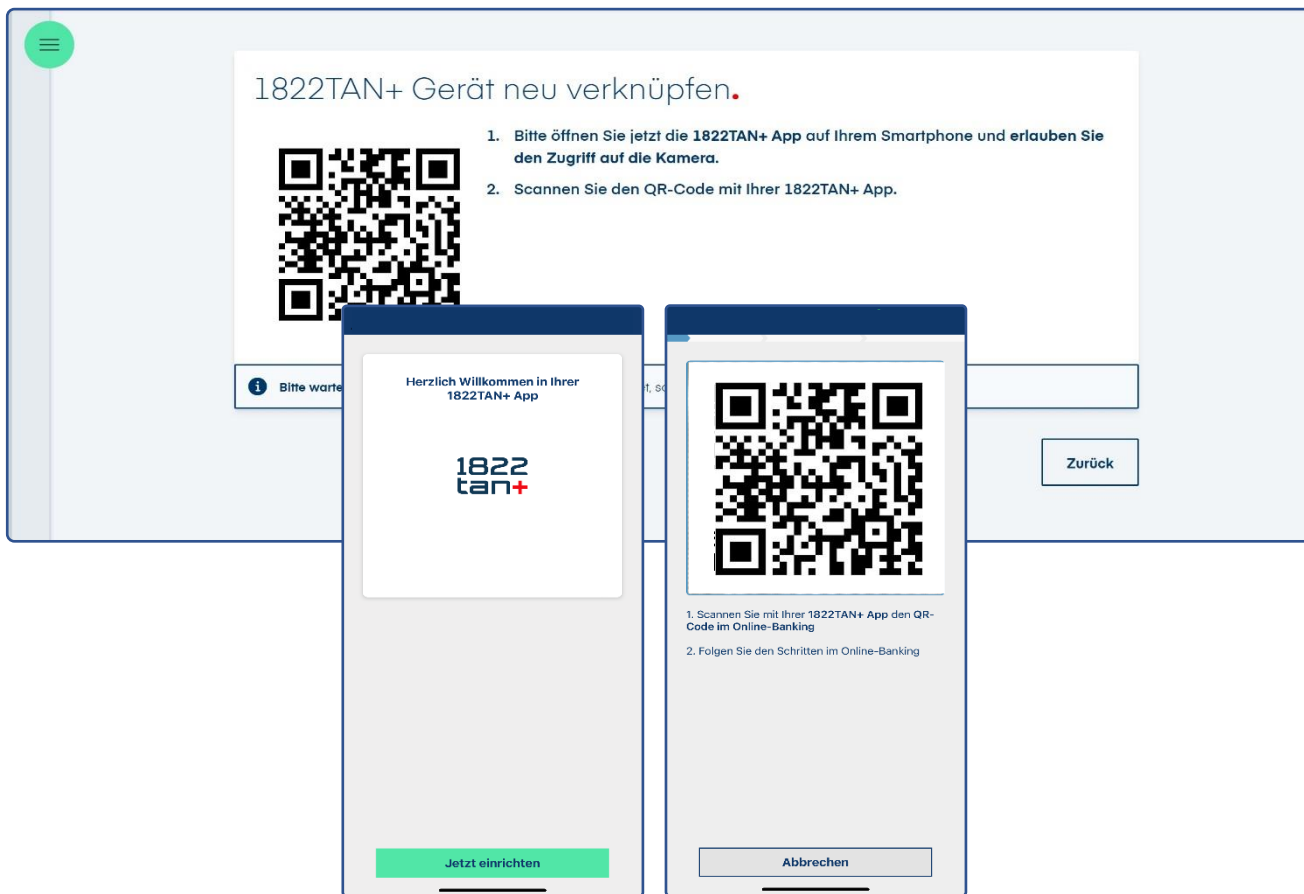 1822TAN+ Gerät neu verknüpfen.
1. Bitte öffnen Sie jetzt die 1822TAN+ App auf Ihrem Smartphone und erlauben Sie
den Zugriff auf die Kamera.
2. Scannen Sie den QR-Code mit Ihrer 1822TAN+ App.
Bitte
Zurück
Herzlich Willkommen in Ihrer
1822TAN+ App
1822
tan+
Jetzt einrichten
1. Scannen Sie mit Ihrer 1822TAN+ App den QR-
Code im Online-Banking
2. Folgen Sie den Schritten im Online-Banking
Abbrechen